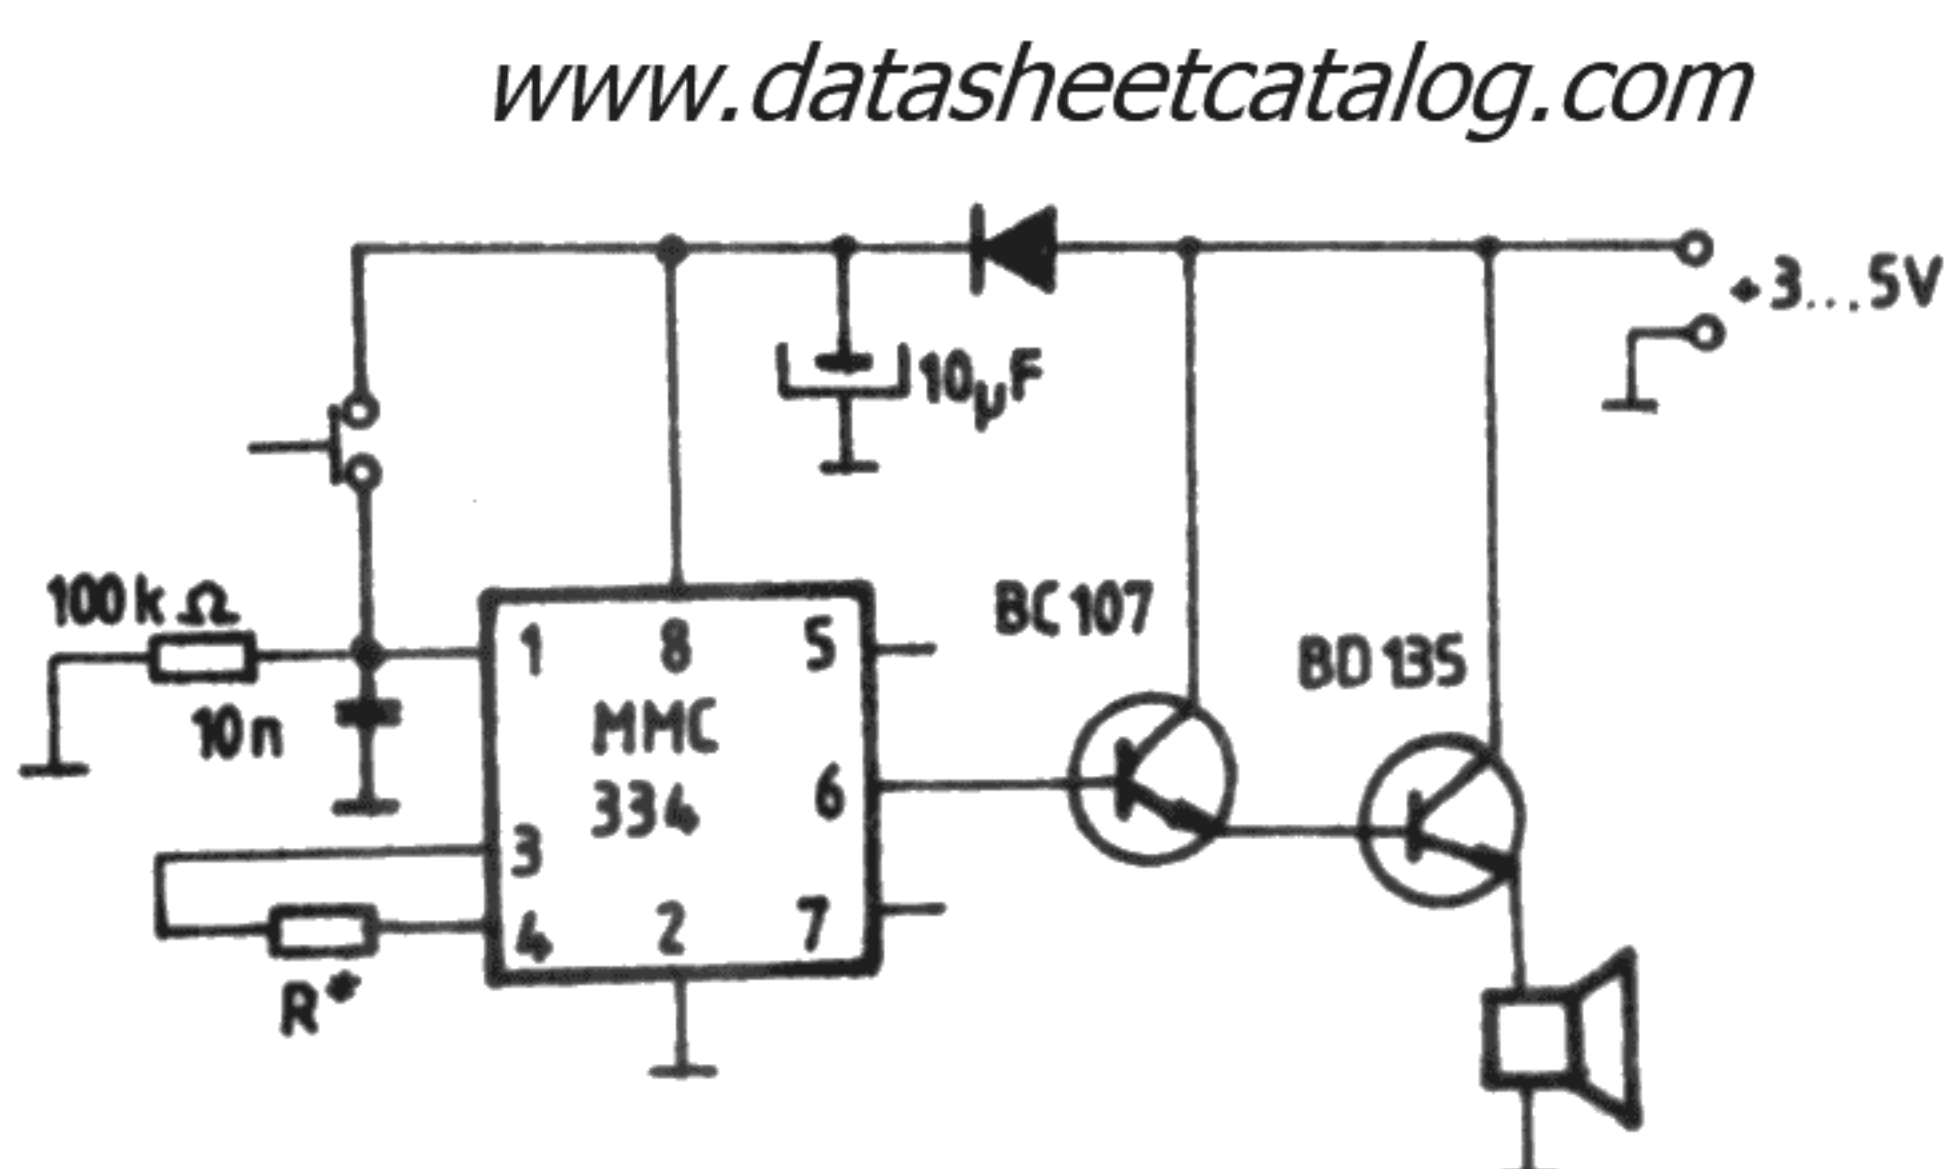 www.datasheetcatalog.com
+3...5V
10µF
100kΩ
10n
BC107
BD135
1 8 5
MMC
334
6
3
4 2 7
R*